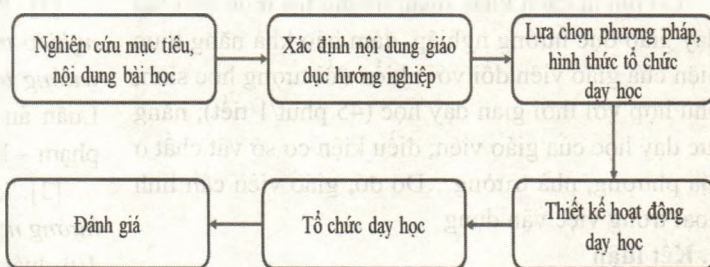 Nghiên cứu mục tiêu,
nội dung bài học
Xác định nội dung giáo
dục hướng nghiệp
Lựa chọn phương pháp,
hình thức tổ chức
dạy học
Thiết kế hoạt động
dạy học
Tổ chức dạy học
Đánh giá